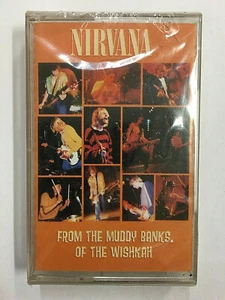 NIRVANA
FROM THE MUDDY BANKS
OF THE WISHKAH